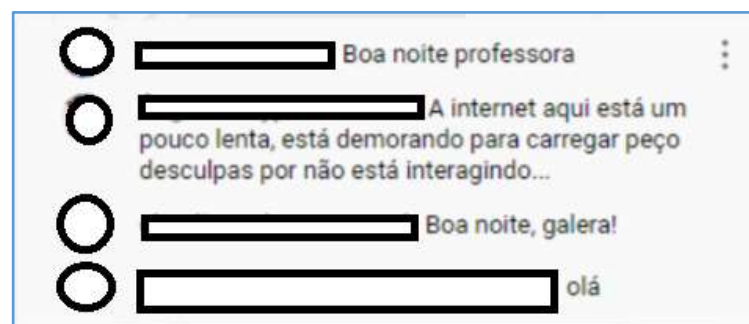 Boa noite professora
A internet aqui está um
pouco lenta, está demorando para carregar peço
desculpas por não está interagindo...
Boa noite, galera!
olá